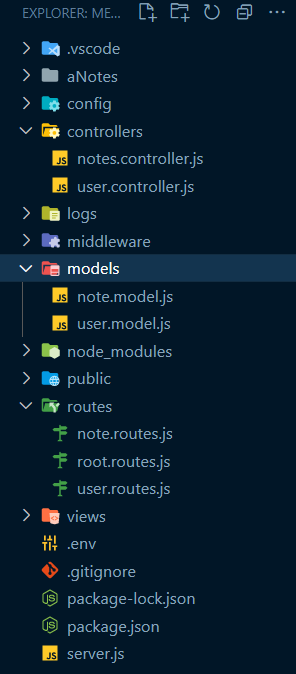 EXPLORER: ME...
.vscode
aNotes
config
controllers
JS notes.controller.js
JS user.controller.js
logs
middleware
models
JS note.model.js
JS user.model.js
node_modules
public
routes
note.routes.js
root.routes.js
user.routes.js
views
.env
.gitignore
JS package-lock.json
JS package.json
JS server.js